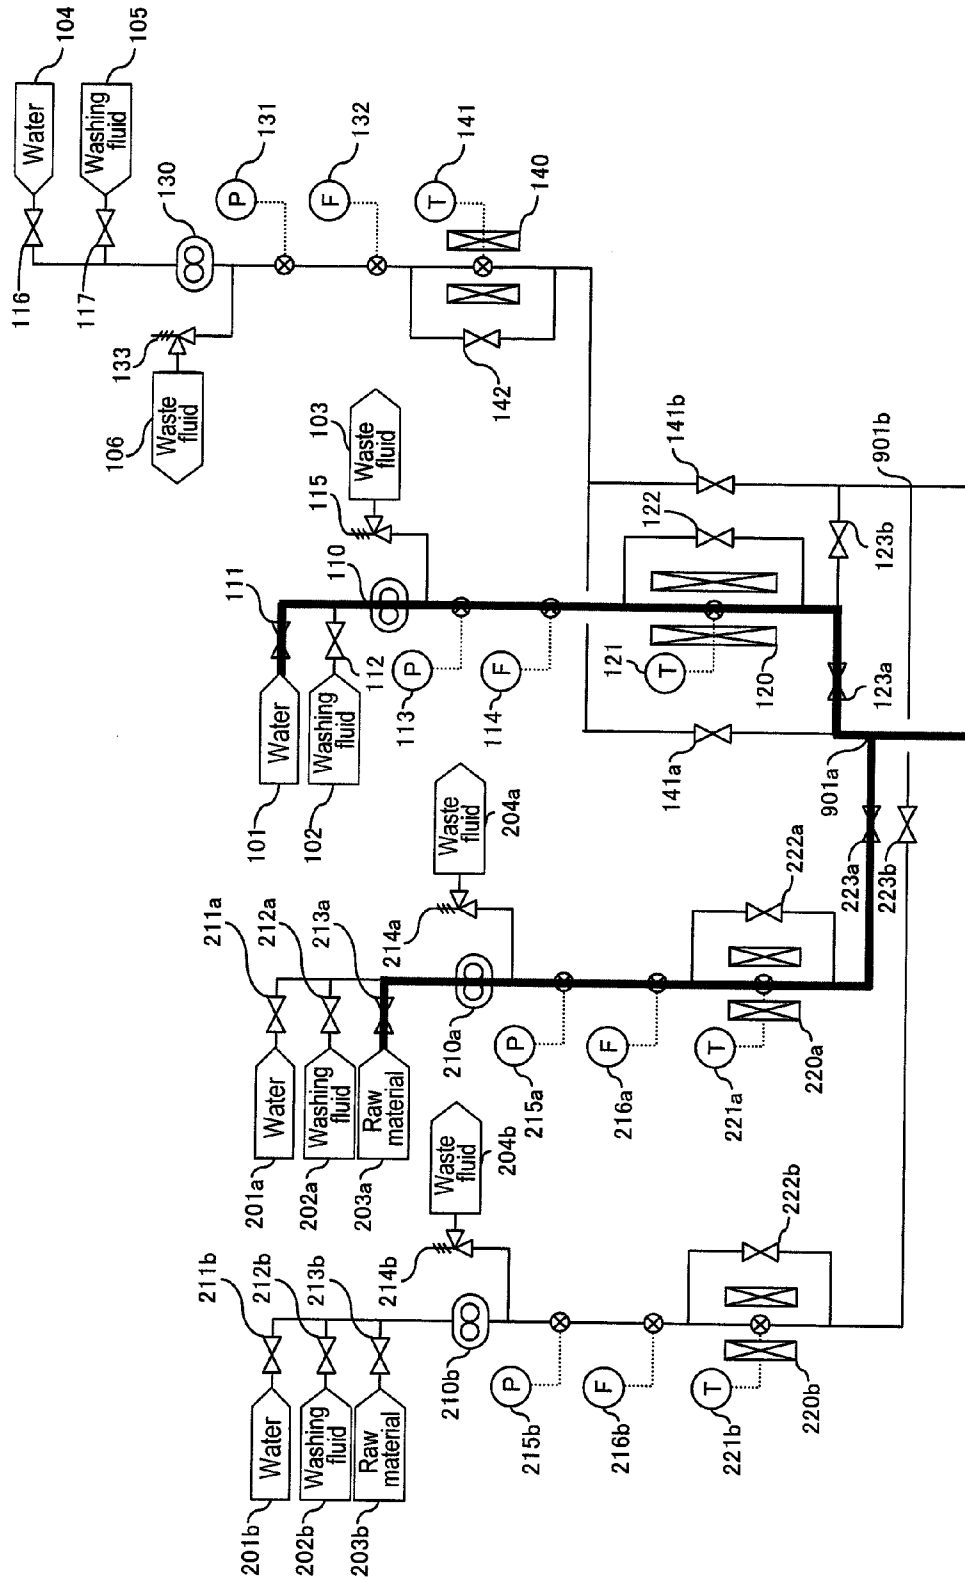 104
Water
105
Washing
fluid
116
117
130
131
P
132
F
141
T
140
133
106
Waste
fluid
142
103
Waste
fluid
115
110
111
101
Water
102
Washing
fluid
112
113
P
114
F
121
T
120
122
141b
901b
123b
123a
141a
901a
223a
223b
204a
Waste
fluid
214a
211a
212a
213a
201a
Water
202a
Washing
fluid
203a
Raw
material
210a
215a
P
216a
F
221a
T
220a
222a
204b
Waste
fluid
214b
211b
212b
213b
201b
Water
202b
Washing
fluid
203b
Raw
material
210b
215b
P
216b
F
221b
T
220b
222b